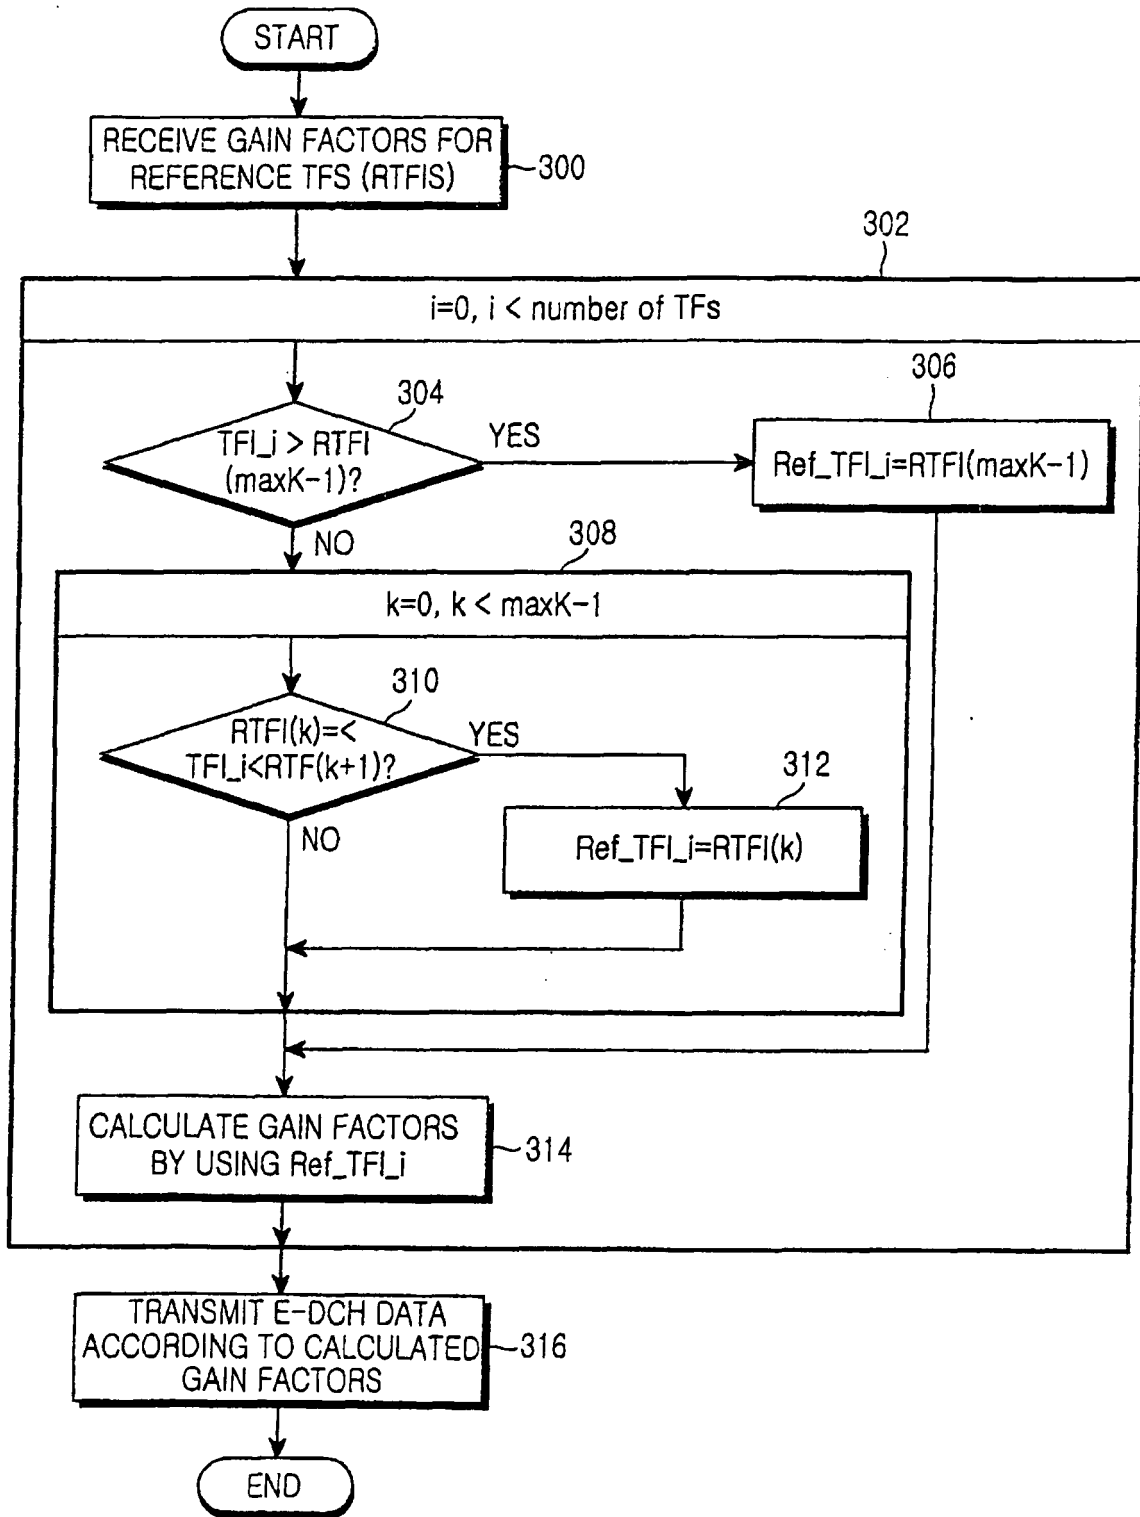 START
RECEIVE GAIN FACTORS FOR
REFERENCE TFS (RTFIS)
300
302
i=0, i < number of TFs
304
TFI_i > RTFI
(maxK-1)?
YES
306
Ref_TFI_i=RTFI(maxK-1)
NO
308
k=0, k < maxK-1
310
RTFI(k)=<
TFI_i<RTF(k+1)?
YES
312
Ref_TFI_i=RTFI(k)
NO
CALCULATE GAIN FACTORS
BY USING Ref_TFI_i
314
TRANSMIT E-DCH DATA
ACCORDING TO CALCULATED
GAIN FACTORS
316
END